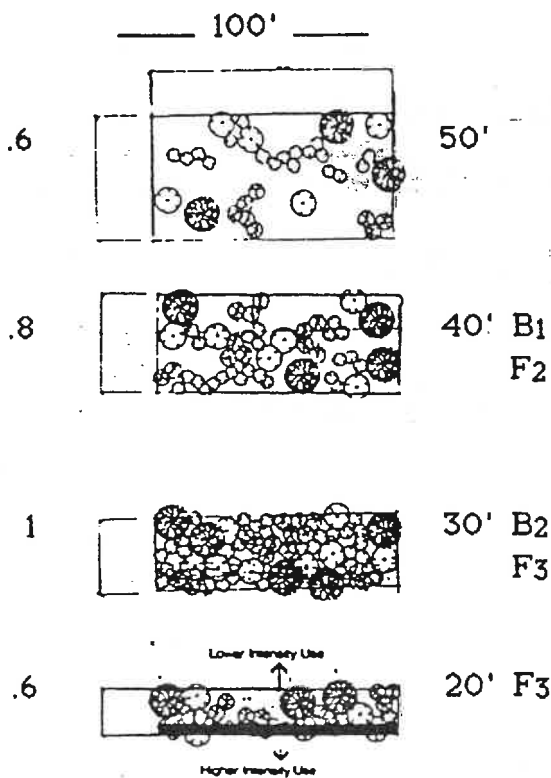 100'
.6 50'
.8 40' B1
F2
1 30' B2
F3
Lower Intensity Use
.6 20' F3
Higher Intensity Use